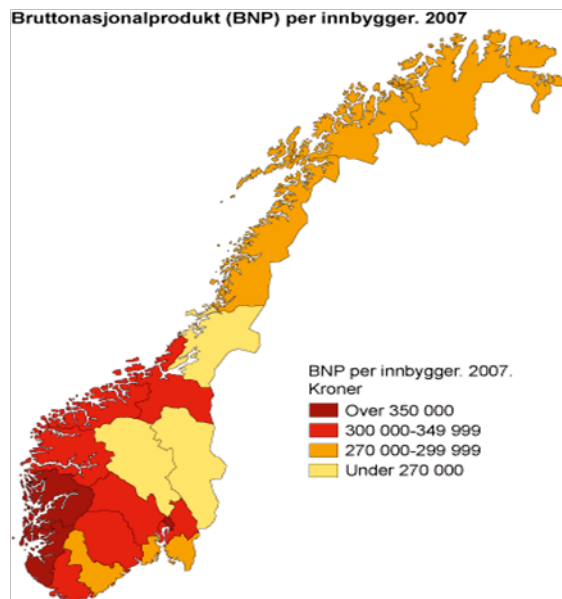 Bruttonasjonalprodukt (BNP) per innbygger. 2007
BNP per innbygger. 2007.
Kroner
Over 350 000
300 000-349 999
270 000-299 999
Under 270 000